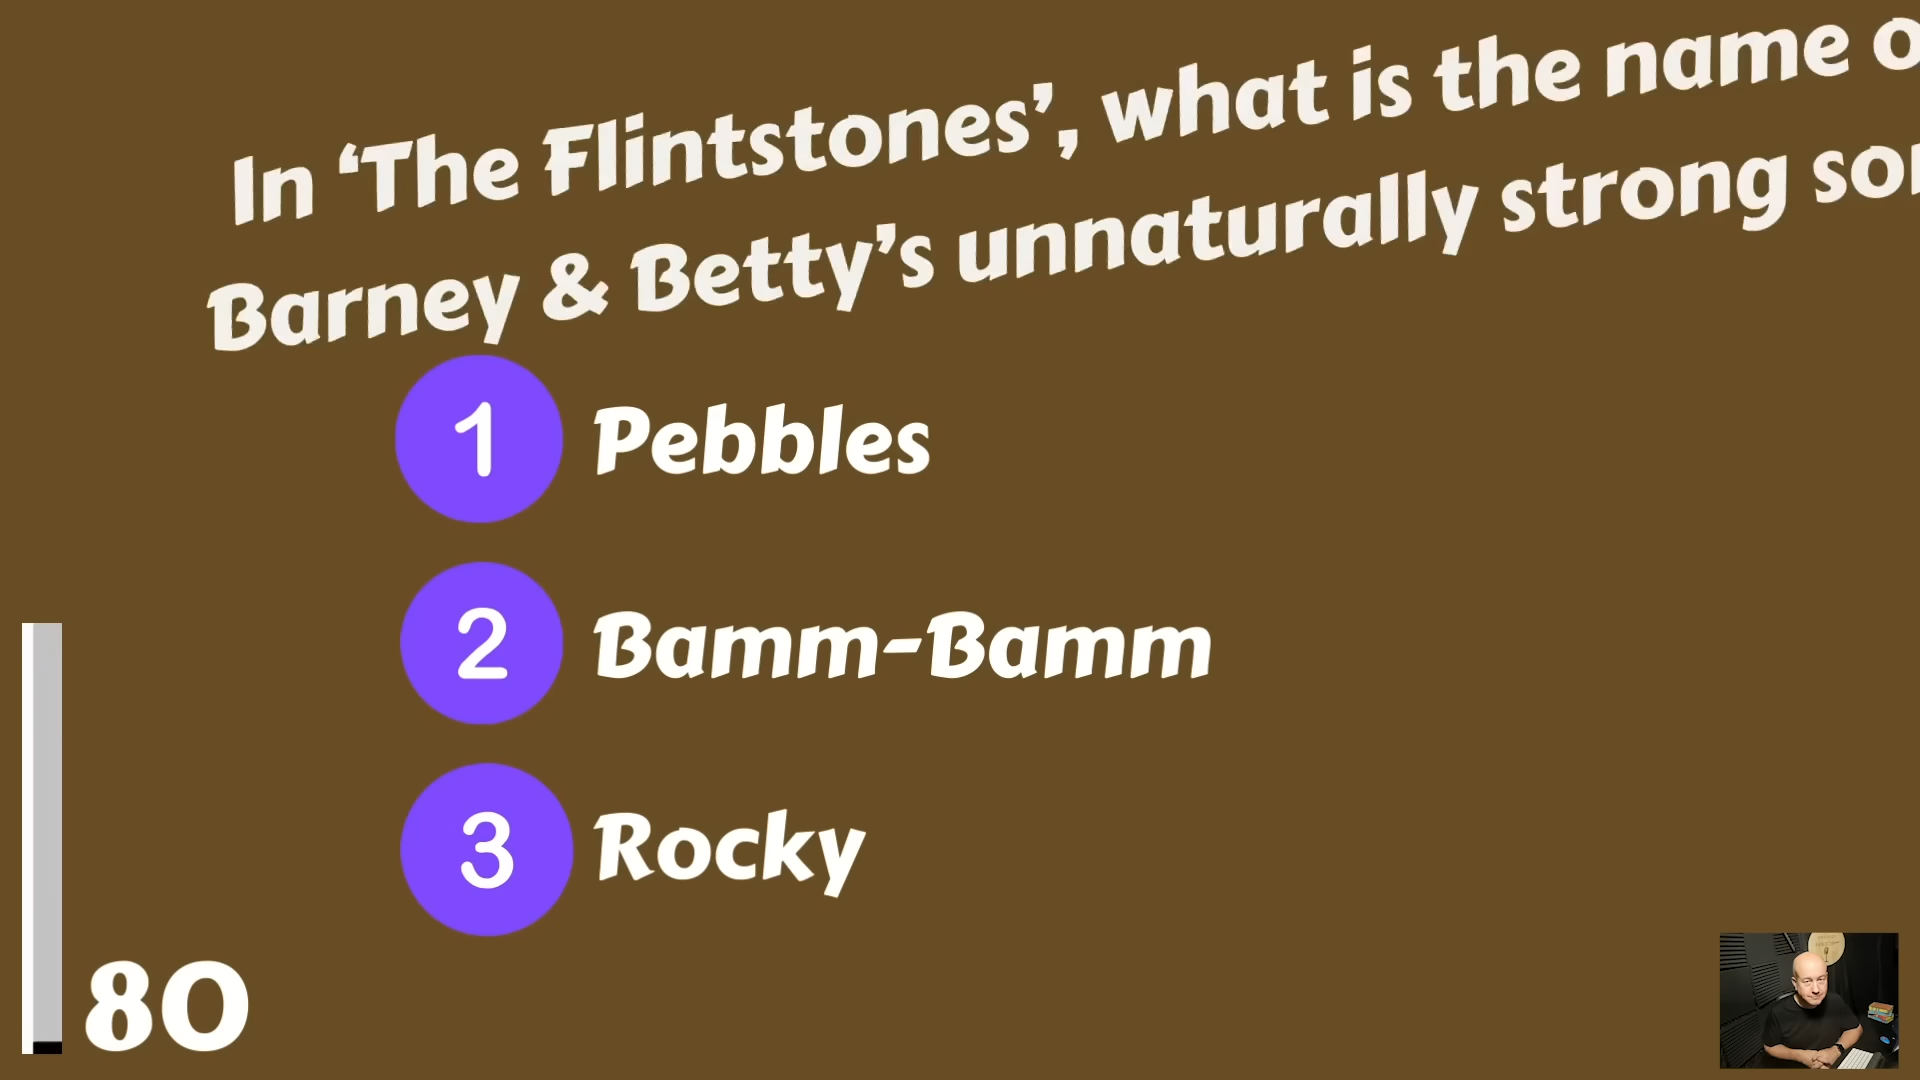 In ‘The Flintstones’, what is the name o
Barney & Betty’s unnaturally strong so
1 Pebbles
2 Bamm-Bamm
3 Rocky
80